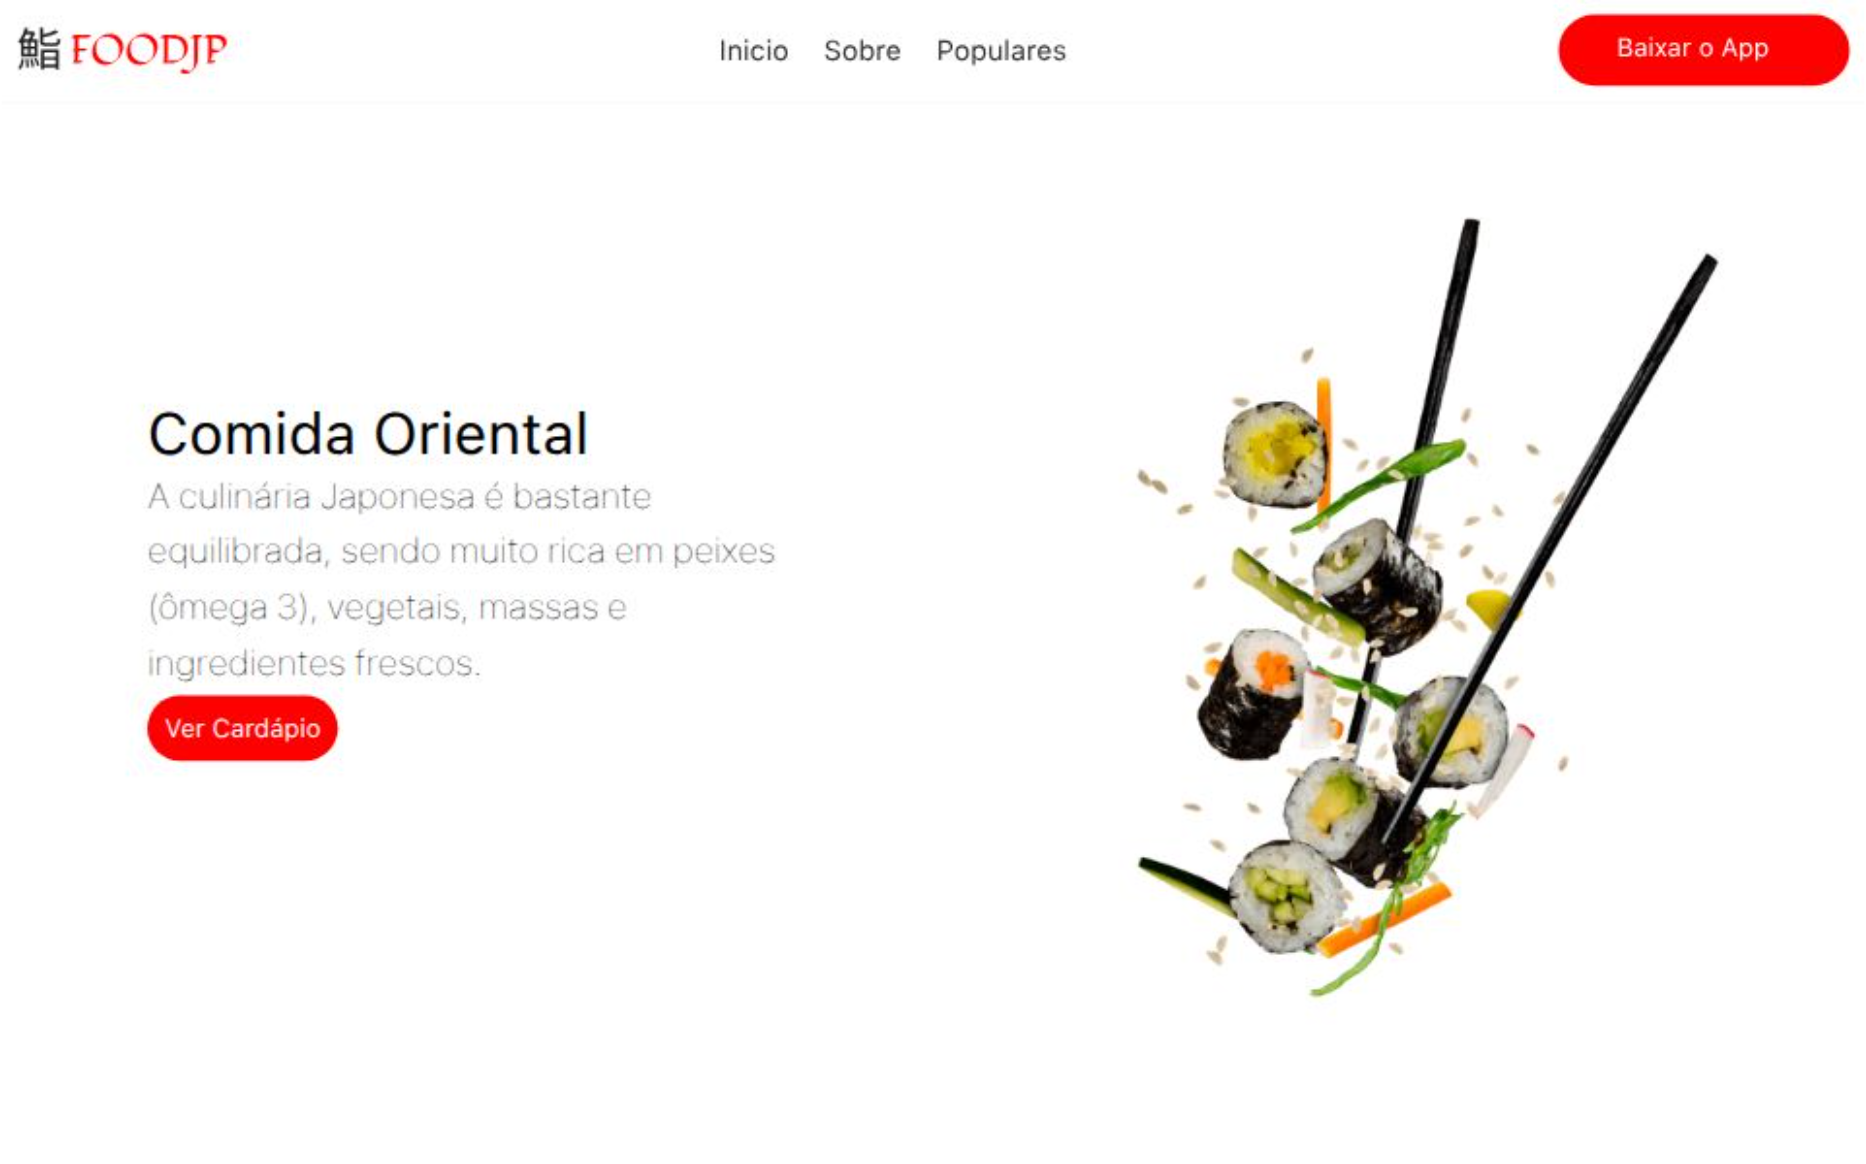 鮨 FOODJP
Inicio Sobre Populares
Baixar o App
Comida Oriental
A culinária Japonesa é bastante
equilibrada, sendo muito rica em peixes
(ômega 3), vegetais, massas e
ingredientes frescos.
Ver Cardápio